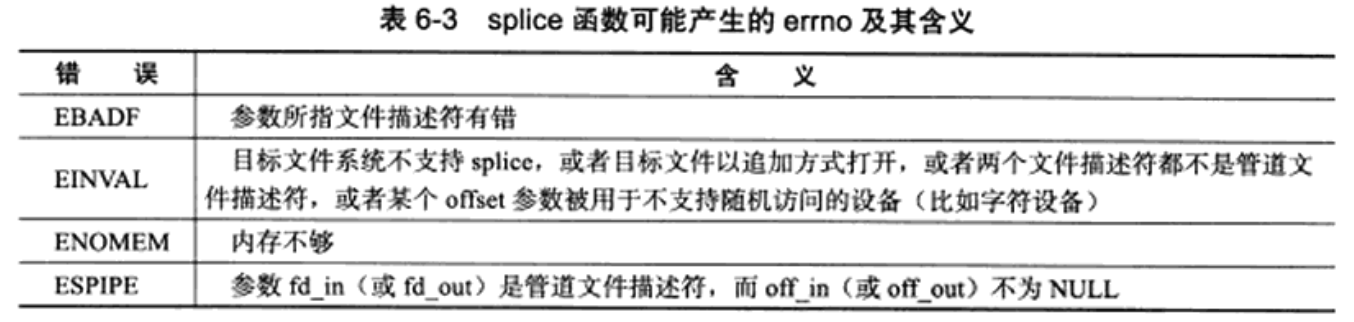 表 6-3 splice 函数可能产生的 errno 及其含义
错 误 含 义
EBADF 参数所指文件描述符有错
EINVAL 目标文件系统不支持 splice，或者目标文件以追加方式打开，或者两个文件描述符都不是管道文
件描述符，或者某个 offset 参数被用于不支持随机访问的设备（比如字符设备）
ENOMEM 内存不够
ESPIPE 参数 fd_in（或 fd_out）是管道文件描述符，而 off_in（或 off_out）不为 NULL